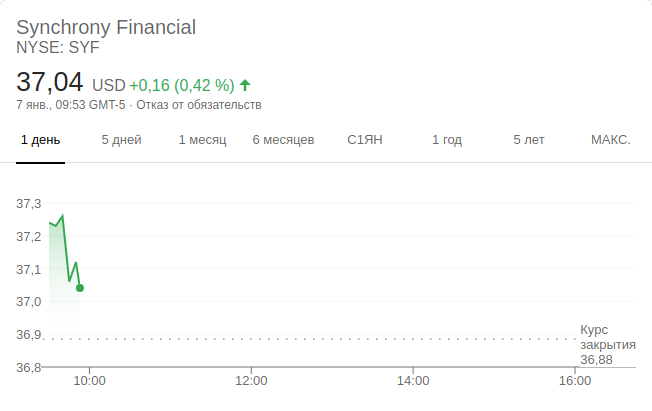 Synchrony Financial
NYSE: SYF
37,04 USD +0,16 (0,42 %)
7 янв., 09:53 GMT-5 · Отказ от обязательств
1 день 5 дней 1 месяц 6 месяцев С1ЯН 1 год 5 лет МАКС.
37,3
37,2
37,1
37,0
36,9
36,8
Курс
закрытия
36,88
10:00 12:00 14:00 16:00